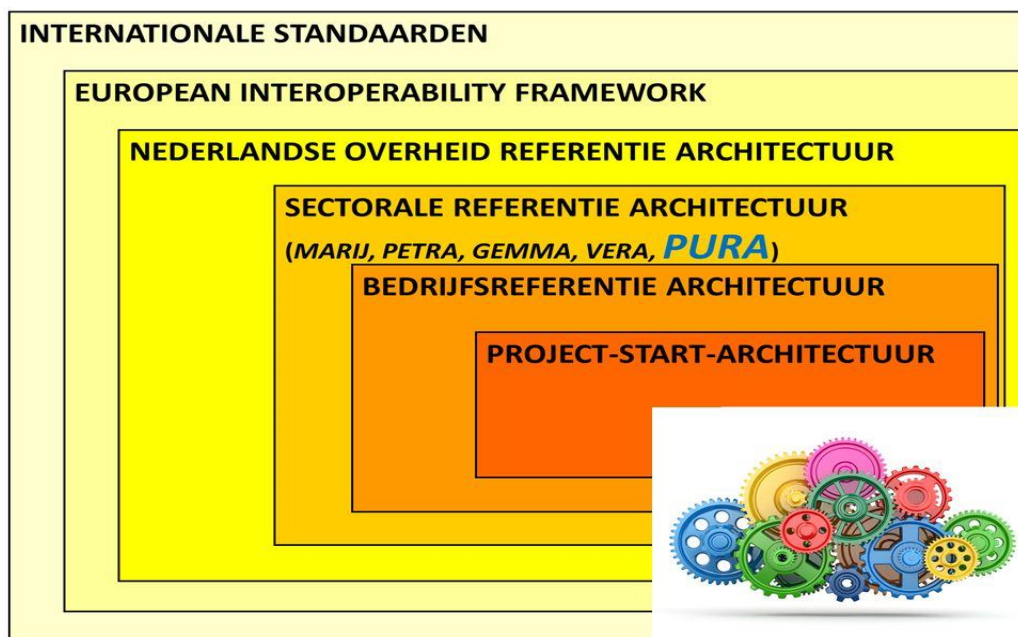 INTERNATIONALE STANDAARDEN
EUROPEAN INTEROPERABILITY FRAMEWORK
NEDERLANDSE OVERHEID REFERENTIE ARCHITECTUUR
SECTORALE REFERENTIE ARCHITECTUUR
(MARIJ, PETRA, GEMMA, VERA, PURA)
BEDRIJFSREFERENTIE ARCHITECTUUR
PROJECT-START-ARCHITECTUUR